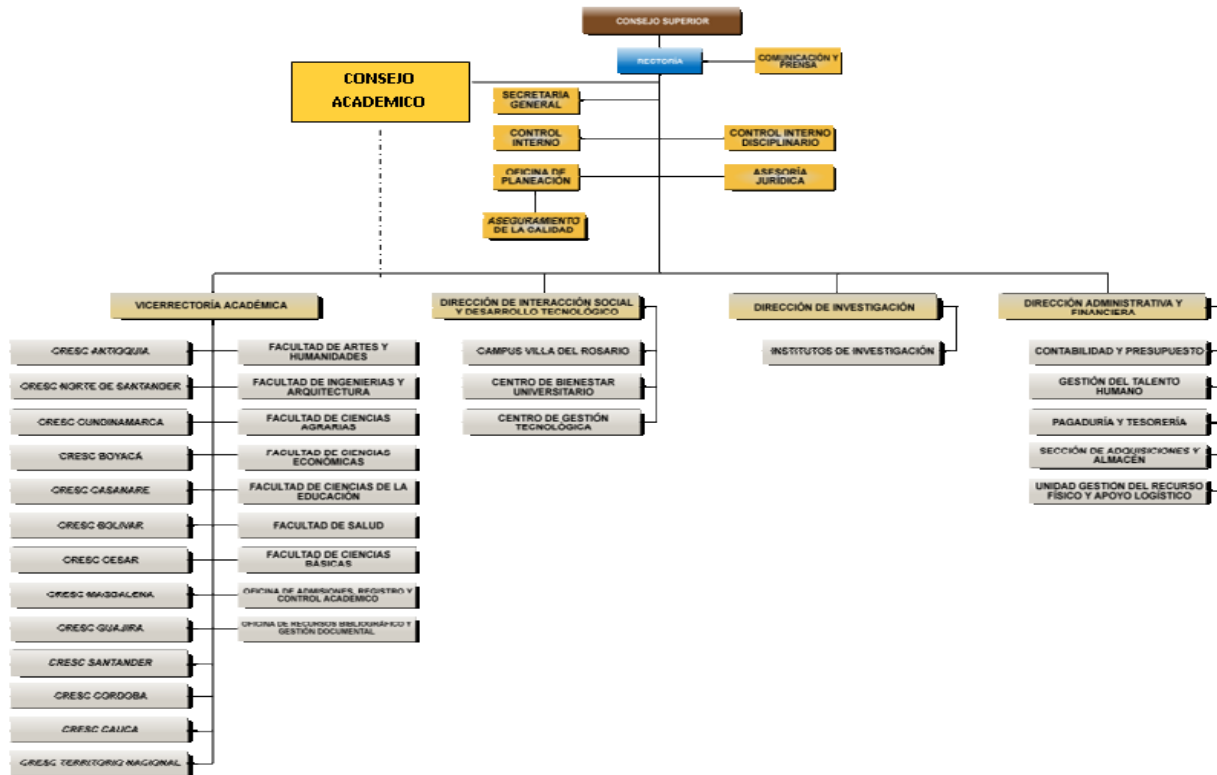 CONSEJO SUPERIOR
RECTORÍA
COMUNICACIÓN Y
PRENSA
CONSEJO
ACADEMICO
SECRETARIA
GENERAL
CONTROL
INTERNO
CONTROL INTERNO
DISCIPLINARIO
OFICINA DE
PLANEACIÓN
ASESORÍA
JURÍDICA
ASEGURAMIENTO
DE LA CALIDAD
VICERRECTORÍA ACADÉMICA
DIRECCIÓN DE INTERACCIÓN SOCIAL
Y DESARROLLO TECNOLÓGICO
DIRECCIÓN DE INVESTIGACIÓN
DIRECCIÓN ADMINISTRATIVA Y
FINANCIERA
CRESC ANTIOQUIA
CRESC NORTE DE SANTANDER
CRESC CUNDINAMARCA
CRESC BOYACÁ
CRESC CASANARE
CRESC BOLIVAR
CRESC CESAR
CRESC MAGDALENA
CRESC GUAJIRA
CRESC SANTANDER
CRESC CORDOBA
CRESC CAUCA
CRESC TERRITORIO NACIONAL
FACULTAD DE ARTES Y
HUMANIDADES
FACULTAD DE INGENIERIAS Y
ARQUITECTURA
FACULTAD DE CIENCIAS
AGRARIAS
FACULTAD DE CIENCIAS
ECONÓMICAS
FACULTAD DE CIENCIAS DE LA
EDUCACIÓN
FACULTAD DE SALUD
FACULTAD DE CIENCIAS
BÁSICAS
OFICINA DE ADMISIONES, REGISTRO Y
CONTROL ACADEMICO
OFICINA DE RECURSOS BIBLIOGRÁFICO Y
GESTIÓN DOCUMENTAL
CAMPUS VILLA DEL ROSARIO
CENTRO DE BIENESTAR
UNIVERSITARIO
CENTRO DE GESTIÓN
TECNOLÓGICA
INSTITUTOS DE INVESTIGACIÓN
CONTABILIDAD Y PRESUPUESTO
GESTIÓN DEL TALENTO
HUMANO
PAGADURÍA Y TESORERÍA
SECCIÓN DE ADQUISICIONES Y
ALMACÉN
UNIDAD GESTIÓN DEL RECURSO
FÍSICO Y APOYO LOGÍSTICO